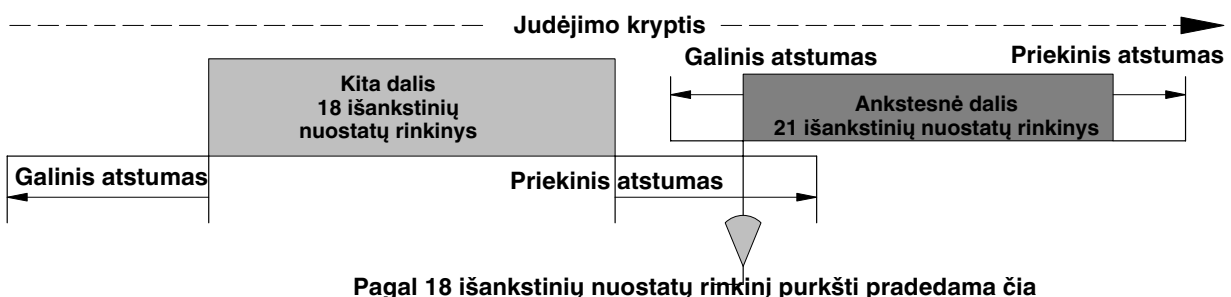 Judėjimo kryptis
Galinis atstumas
Priekinis atstumas
Kita dalis
18 išankstinių
nuostatų rinkinys
Ankstesnė dalis
21 išankstinių nuostatų rinkinys
Galinis atstumas
Priekinis atstumas
Pagal 18 išankstinių nuostatų rinkinį purkšti pradedama čia